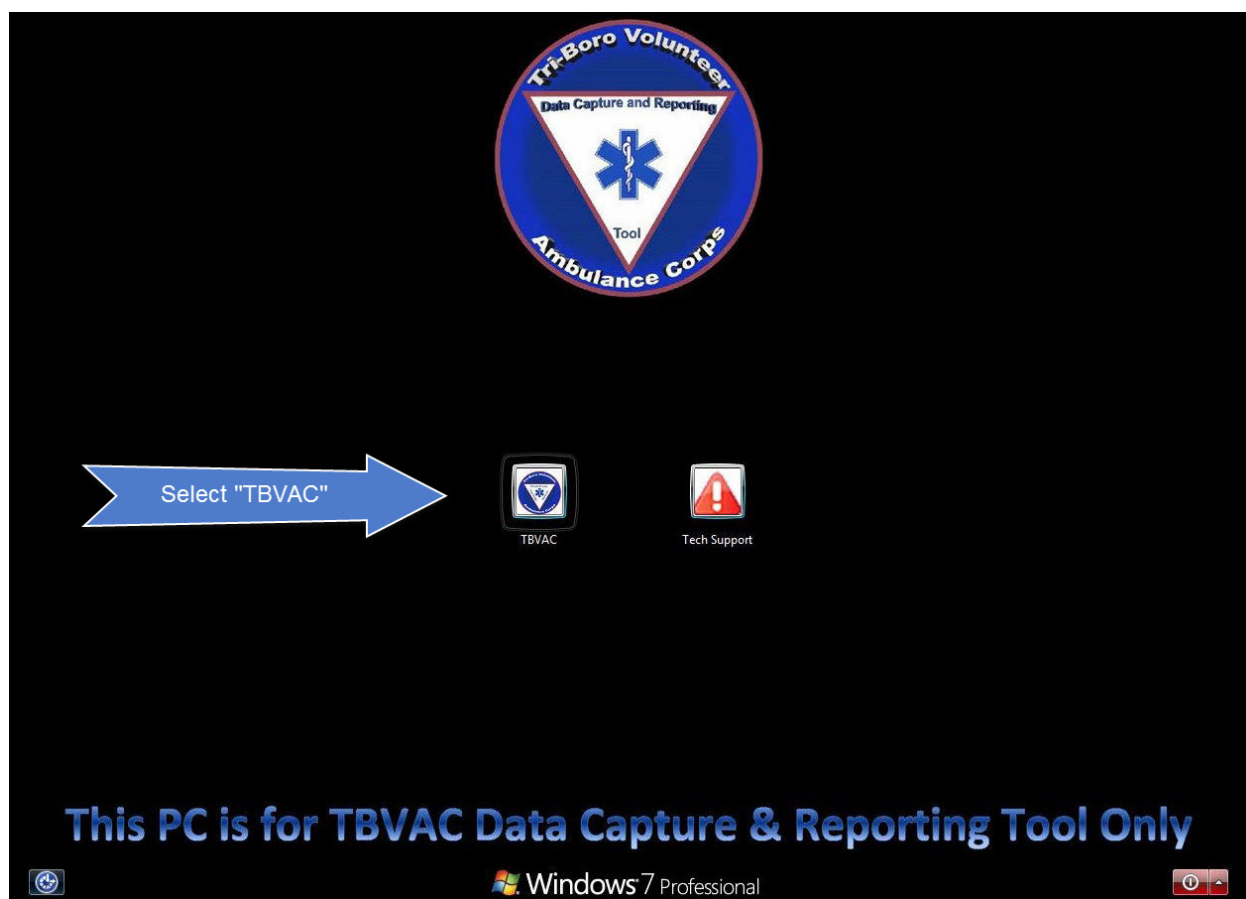 Tri-Boro Volunteer
Data Capture and Reporting
Tool
Ambulance Corps
Select "TBVAC"
TBVAC
Tech Support
This PC is for TBVAC Data Capture & Reporting Tool Only
Windows 7 Professional